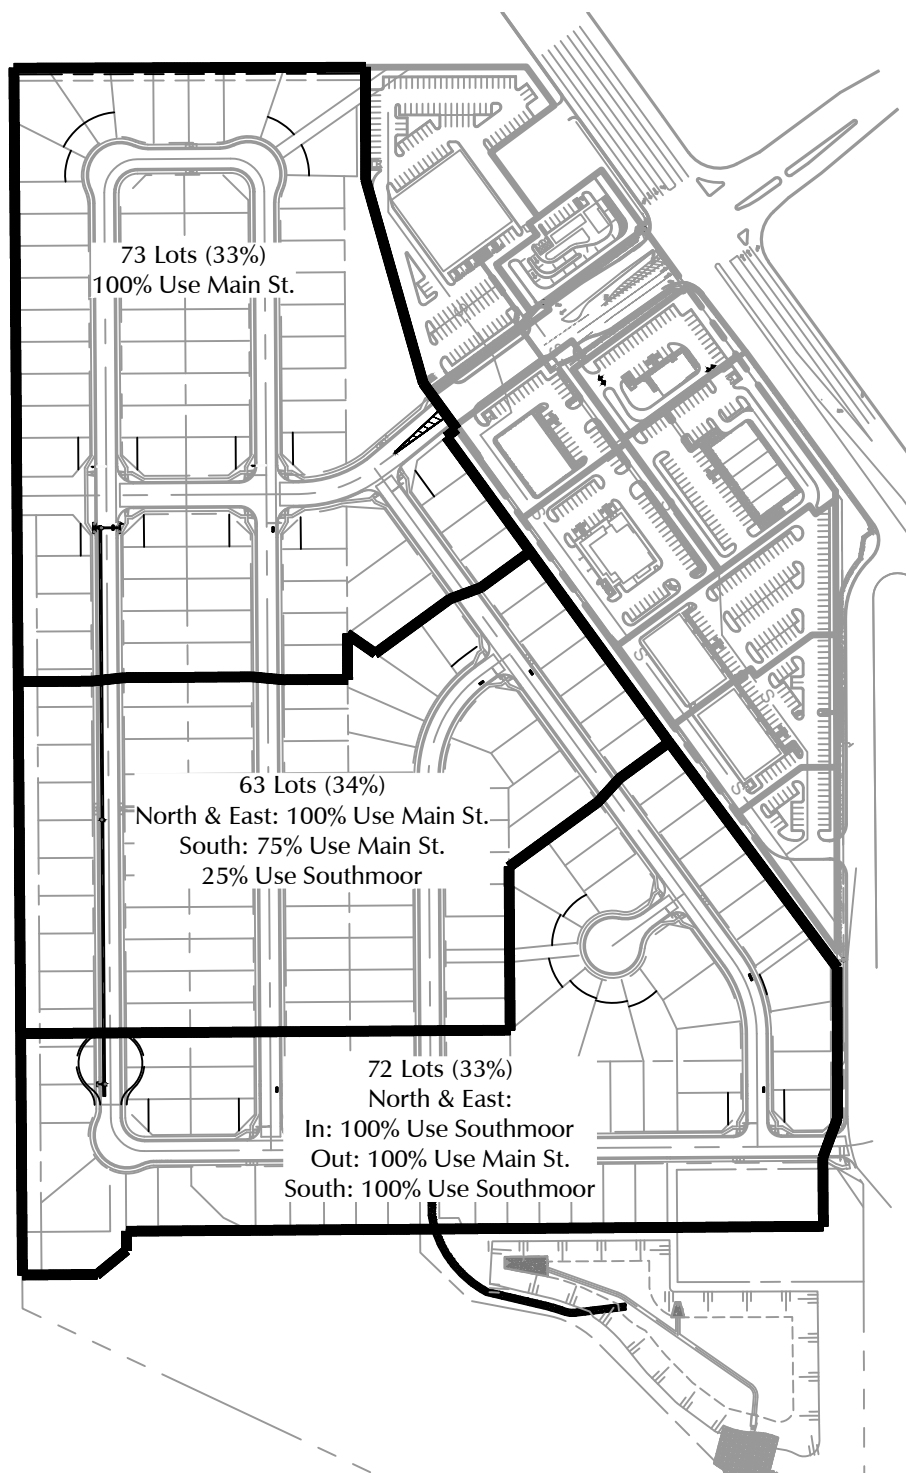 73 Lots (33%)
100% Use Main St.
63 Lots (34%)
North & East: 100% Use Main St.
South: 75% Use Main St.
25% Use Southmoor
72 Lots (33%)
North & East:
In: 100% Use Southmoor
Out: 100% Use Main St.
South: 100% Use Southmoor
S
S
S
S